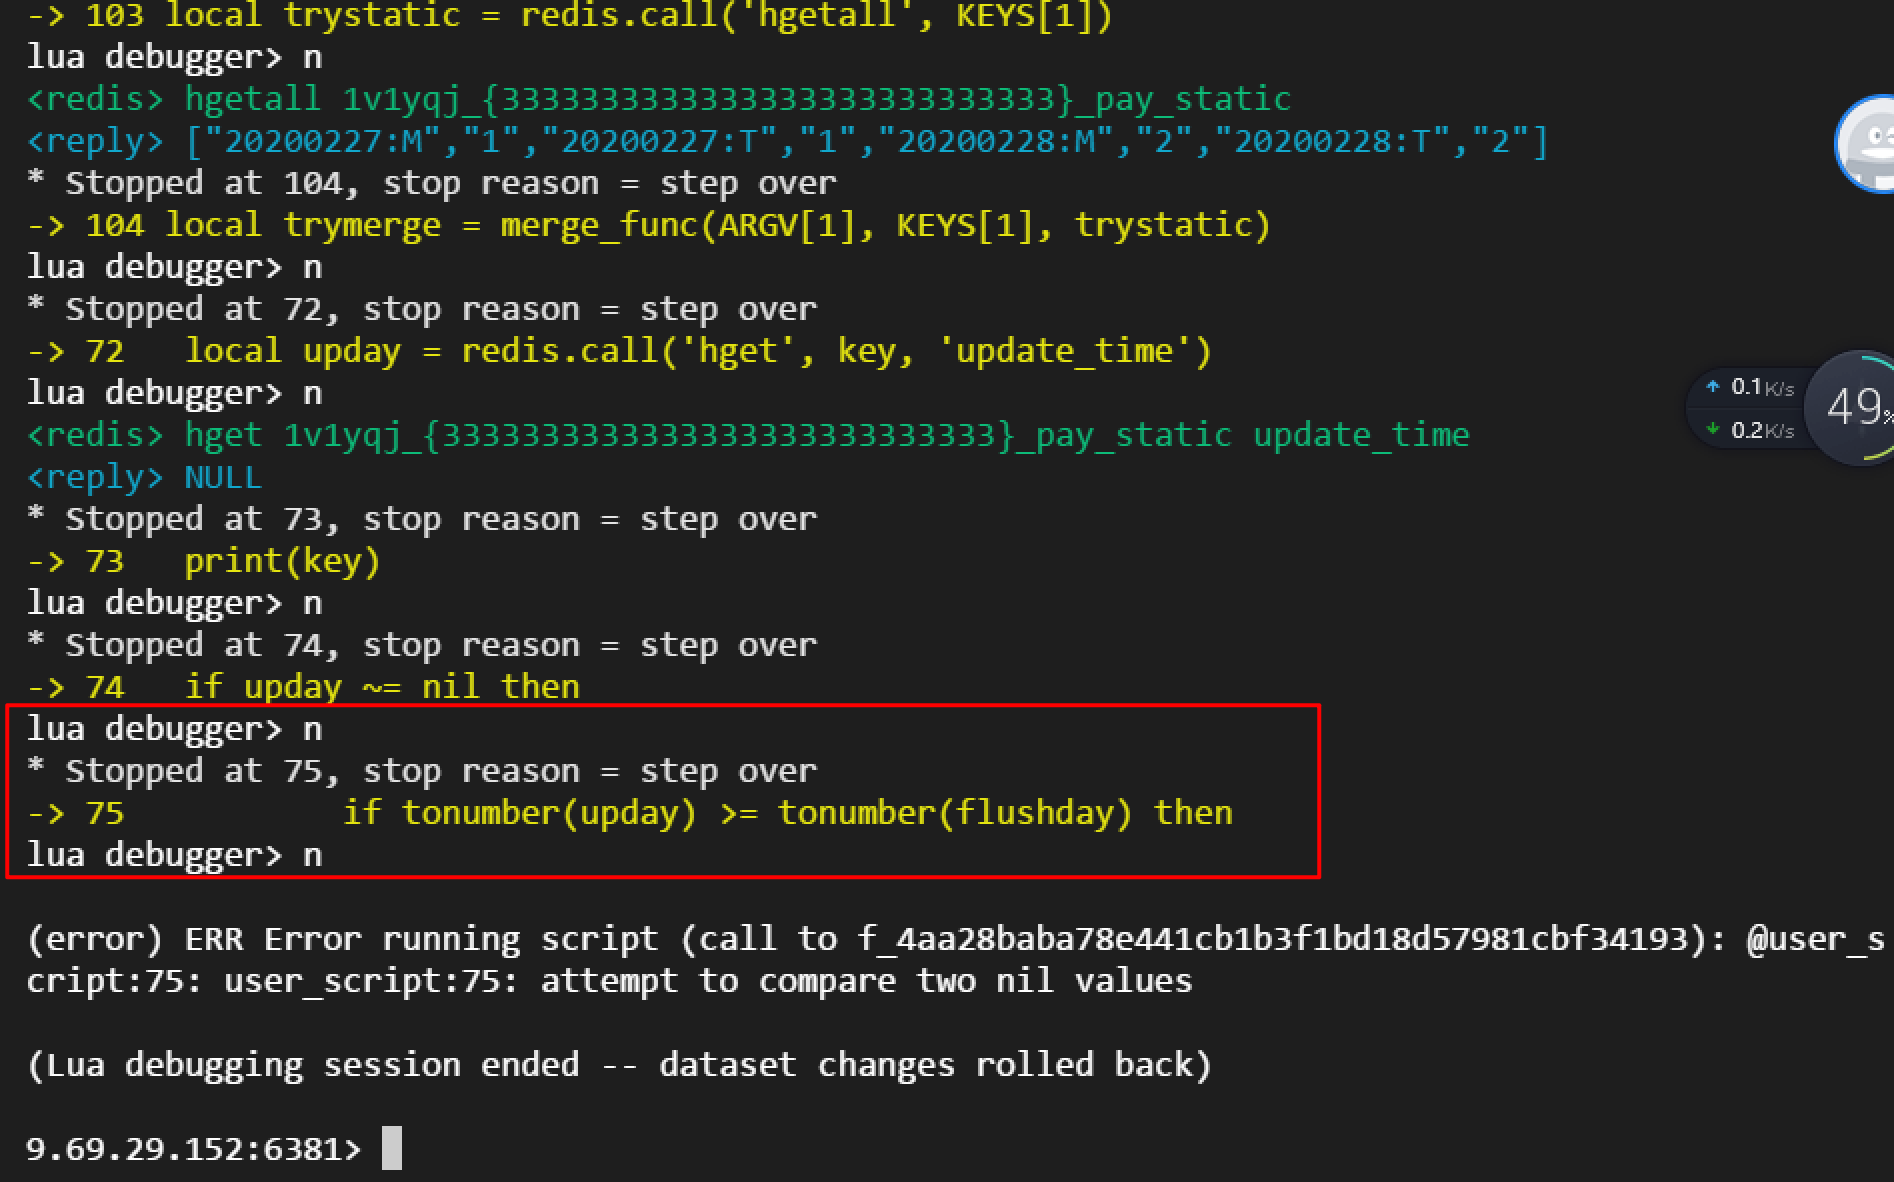 -> 103 local trystatic = redis.call('hgetall', KEYS[1])
lua debugger> n
<redis> hgetall 1v1yqj_{3333333333333333333333333333}_pay_static
<reply> ["20200227:M","1","20200227:T","1","20200228:M","2","20200228:T","2"]
* Stopped at 104, stop reason = step over
-> 104 local trymerge = merge_func(ARGV[1], KEYS[1], trystatic)
lua debugger> n
* Stopped at 72, stop reason = step over
-> 72   local upday = redis.call('hget', key, 'update_time')
lua debugger> n
<redis> hget 1v1yqj_{3333333333333333333333333333}_pay_static update_time
<reply> NULL
* Stopped at 73, stop reason = step over
-> 73   print(key)
lua debugger> n
* Stopped at 74, stop reason = step over
-> 74   if upday ~= nil then
lua debugger> n
* Stopped at 75, stop reason = step over
-> 75           if tonumber(upday) >= tonumber(flushday) then
lua debugger> n
(error) ERR Error running script (call to f_4aa28baba78e441cb1b3f1bd18d57981cbf34193): @user_s
cript:75: user_script:75: attempt to compare two nil values
(Lua debugging session ended -- dataset changes rolled back)
9.69.29.152:6381>
↑ 0.1K/s
↓ 0.2K/s
49%